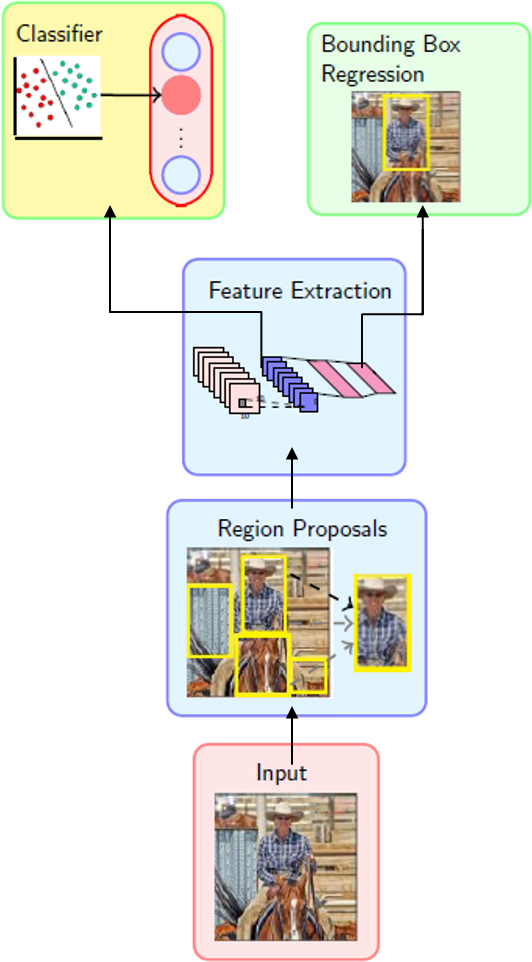 Classifier
Bounding Box
Regression
Feature Extraction
Region Proposals
Input